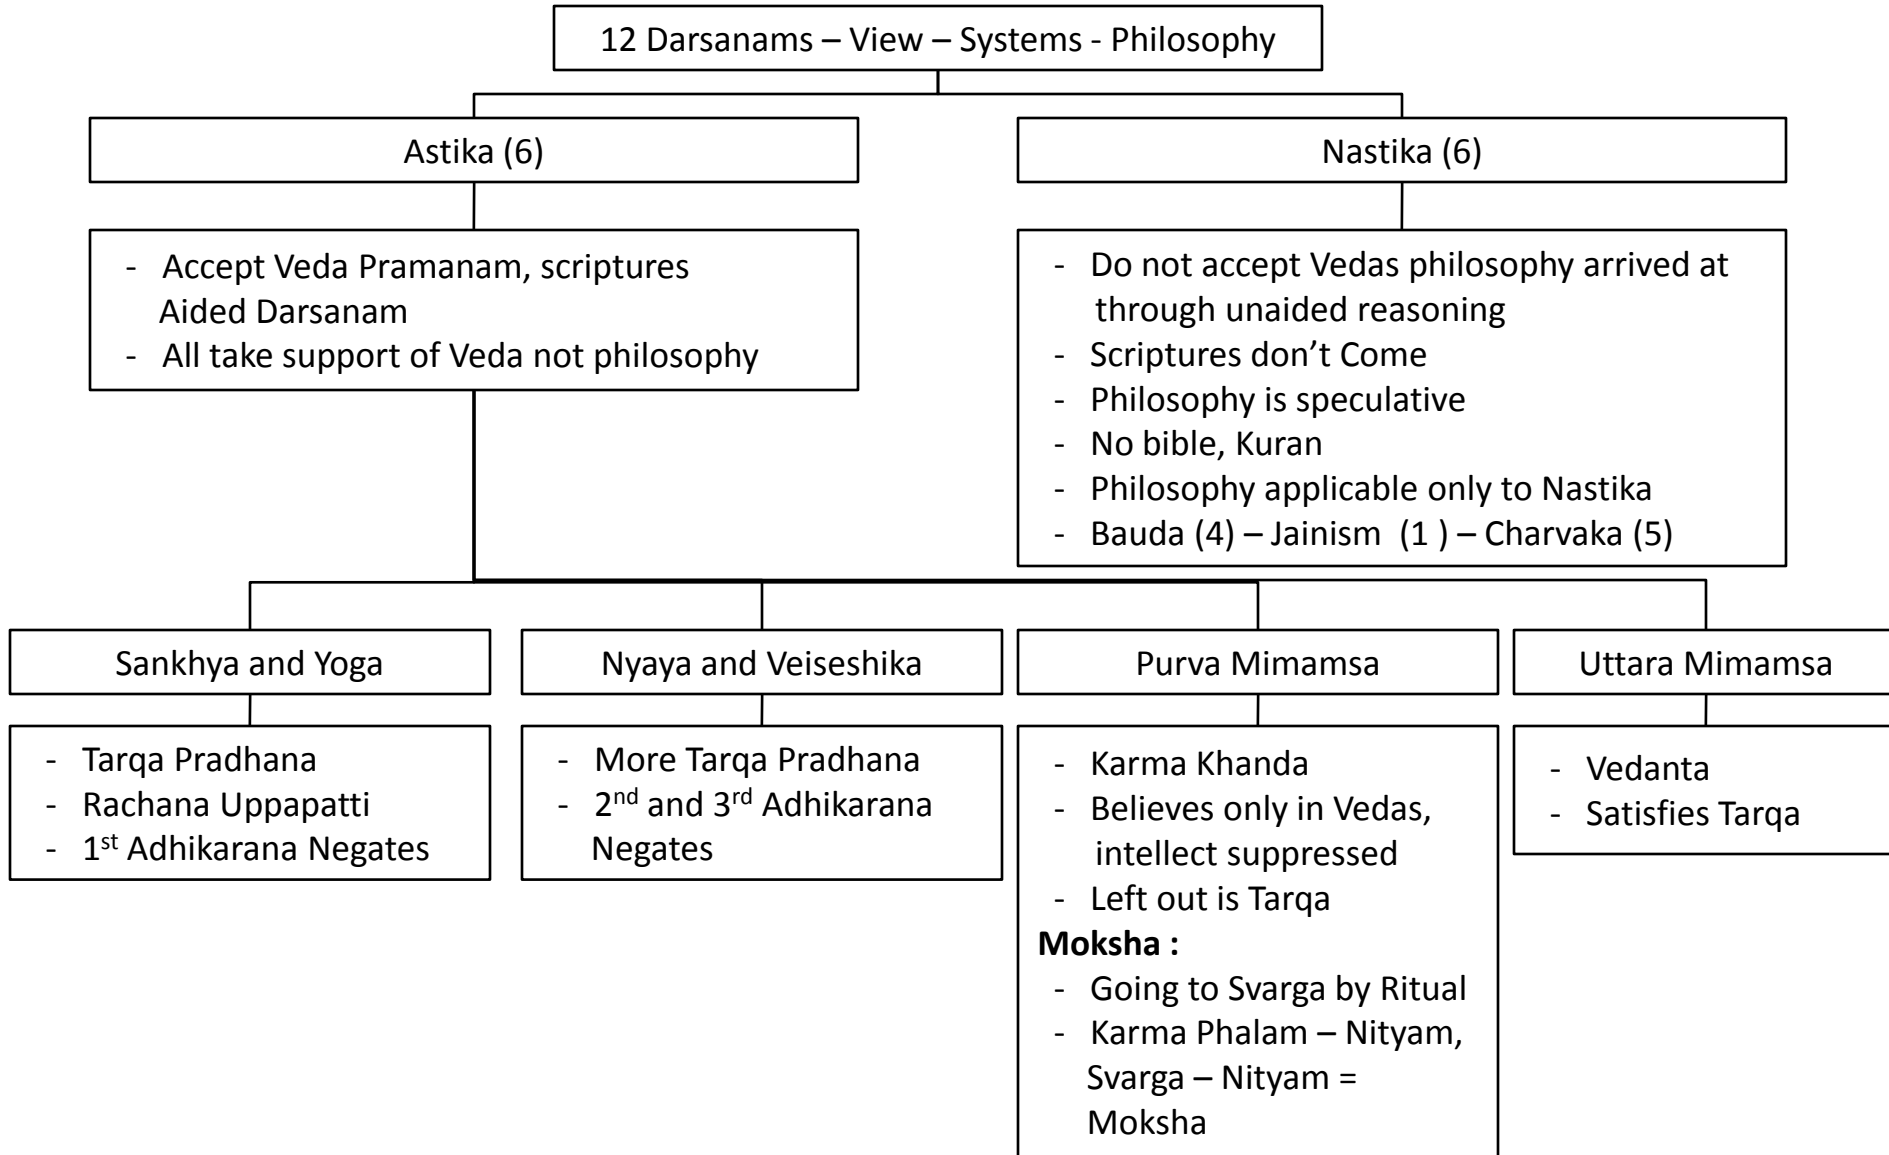 12 Darsanams – View – Systems - Philosophy
Astika (6)
- Accept Veda Pramanam, scriptures
Aided Darsanam
- All take support of Veda not philosophy
Nastika (6)
- Do not accept Vedas philosophy arrived at
through unaided reasoning
- Scriptures don’t Come
- Philosophy is speculative
- No bible, Kuran
- Philosophy applicable only to Nastika
- Bauda (4) – Jainism (1 ) – Charvaka (5)
Sankhya and Yoga
- Tarqa Pradhana
- Rachana Uppapatti
- 1st Adhikarana Negates
Nyaya and Veiseshika
- More Tarqa Pradhana
- 2nd and 3rd Adhikarana
Negates
Purva Mimamsa
- Karma Khanda
- Believes only in Vedas,
intellect suppressed
- Left out is Tarqa
Moksha :
- Going to Svarga by Ritual
- Karma Phalam – Nityam,
Svarga – Nityam =
Moksha
Uttara Mimamsa
- Vedanta
- Satisfies Tarqa